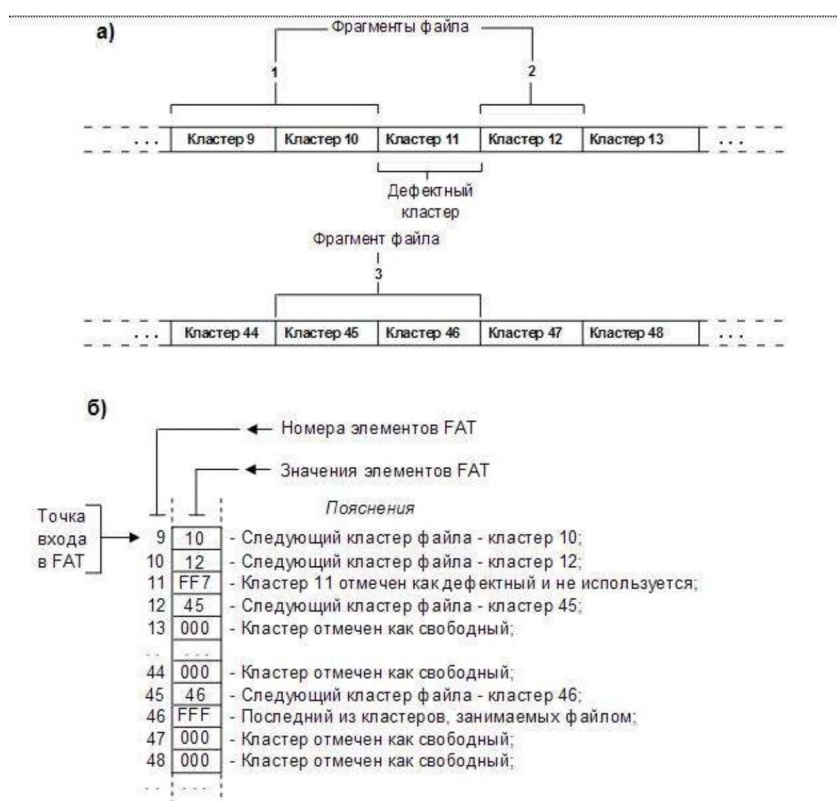 а)
Фрагменты файла
1 2
. . . Кластер 9 Кластер 10 Кластер 11 Кластер 12 Кластер 13 . . .
Дефектный
кластер
Фрагмент файла
3
. . . Кластер 44 Кластер 45 Кластер 46 Кластер 47 Кластер 48 . . .
б)
Номера элементов FAT
Значения элементов FAT
Пояснения
Точка
входа
в FAT
9 10 - Следующий кластер файла - кластер 10;
10 12 - Следующий кластер файла - кластер 12;
11 FF7 - Кластер 11 отмечен как дефектный и не используется;
12 45 - Следующий кластер файла - кластер 45;
13 000 - Кластер отмечен как свободный;
. . . . .
44 000 - Кластер отмечен как свободный;
45 46 - Следующий кластер файла - кластер 46;
46 FFF - Последний из кластеров, занимаемых файлом;
47 000 - Кластер отмечен как свободный;
48 000 - Кластер отмечен как свободный;
. . . . .